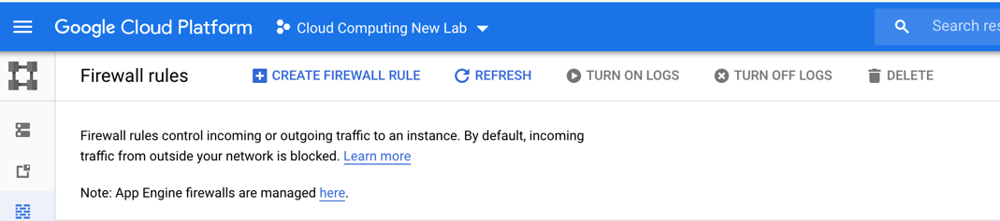 Google Cloud Platform Cloud Computing New Lab Search res
Firewall rules CREATE FIREWALL RULE REFRESH TURN ON LOGS TURN OFF LOGS DELETE
Firewall rules control incoming or outgoing traffic to an instance. By default, incoming
traffic from outside your network is blocked. Learn more
Note: App Engine firewalls are managed here.